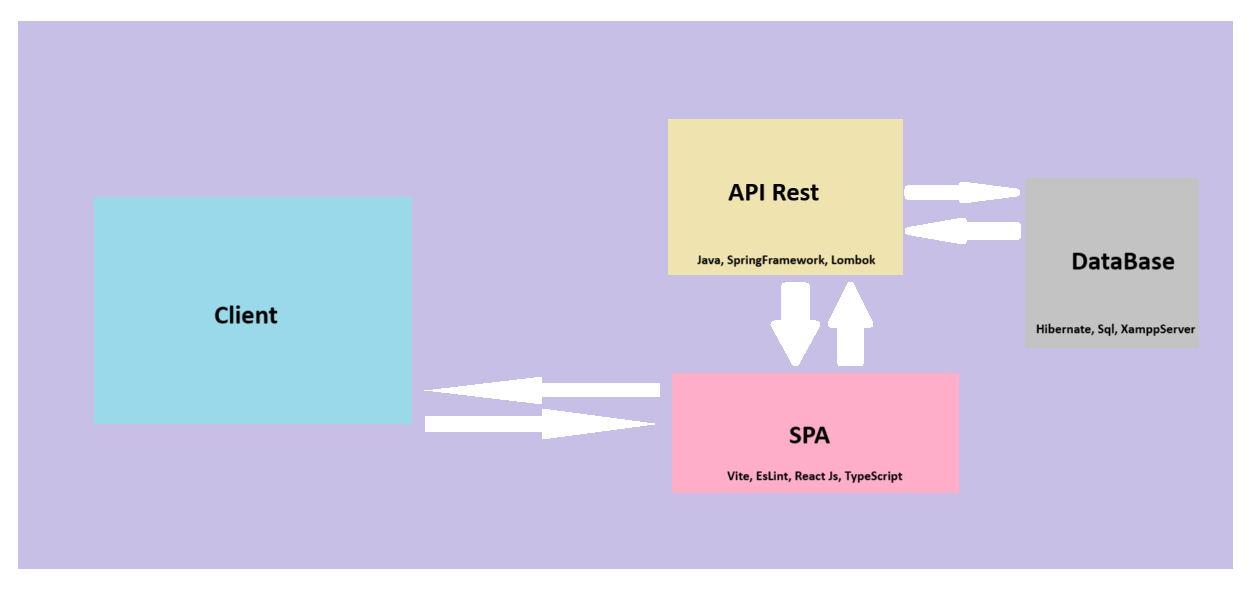 Client
API Rest
Java, SpringFramework, Lombok
DataBase
Hibernate, Sql, XamppServer
SPA
Vite, EsLint, React Js, TypeScript